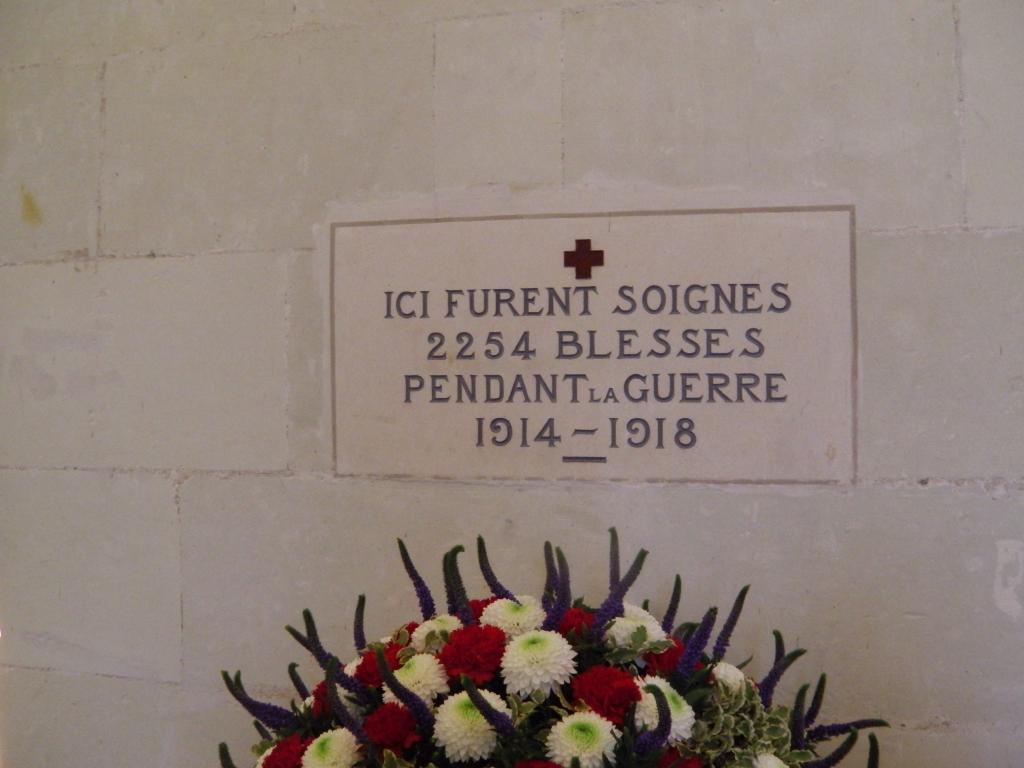 ICI FURENT SOIGNES
2254 BLESSES
PENDANT LA GUERRE
1914-1918